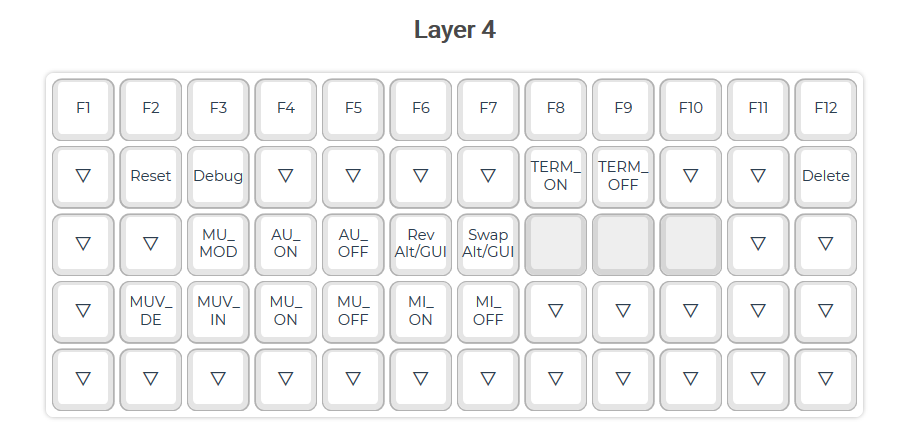 Layer 4
F1 F2 F3 F4 F5 F6 F7 F8 F9 F10 F11 F12
▽ Reset Debug ▽ ▽ ▽ ▽ TERM_ TERM_ ▽ ▽ Delete
ON OFF
▽ ▽ MU_ AU_ AU_ Rev Swap ▽ ▽
MOD ON OFF Alt/GUI Alt/GUI
▽ MUV_ MUV_ MU_ MU_ MI_ MI_ ▽ ▽ ▽ ▽ ▽
DE IN ON OFF ON OFF
▽ ▽ ▽ ▽ ▽ ▽ ▽ ▽ ▽ ▽ ▽ ▽